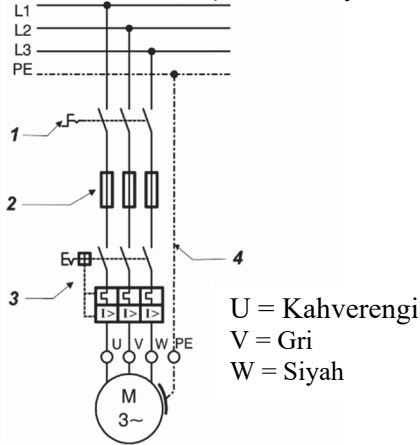 L1
L2
L3
PE
1
2
3
4
I> I> I>
U V W PE
M
3~
U = Kahverengi
V = Gri
W = Siyah